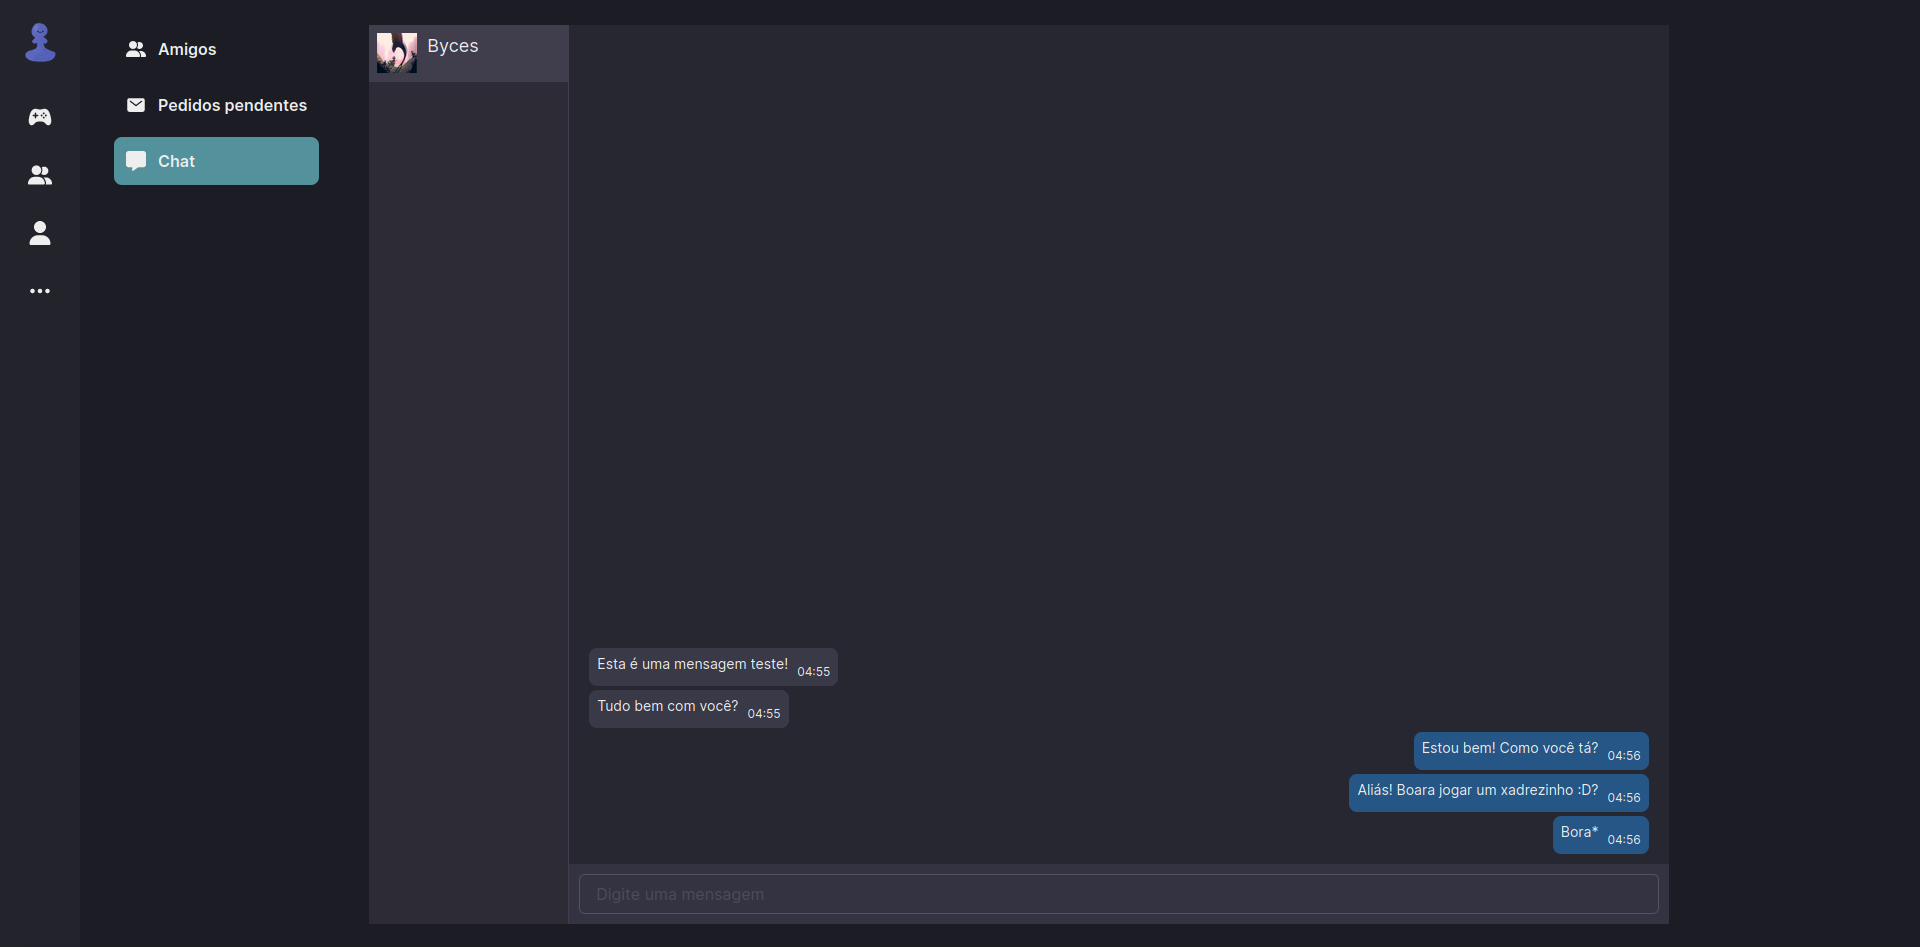 Amigos
Pedidos pendentes
Chat
Byces
Esta é uma mensagem teste! 04:55
Tudo bem com você? 04:55
Estou bem! Como você tá? 04:56
Aliás! Boara jogar um xadrezinho :D? 04:56
Bora* 04:56
Digite uma mensagem